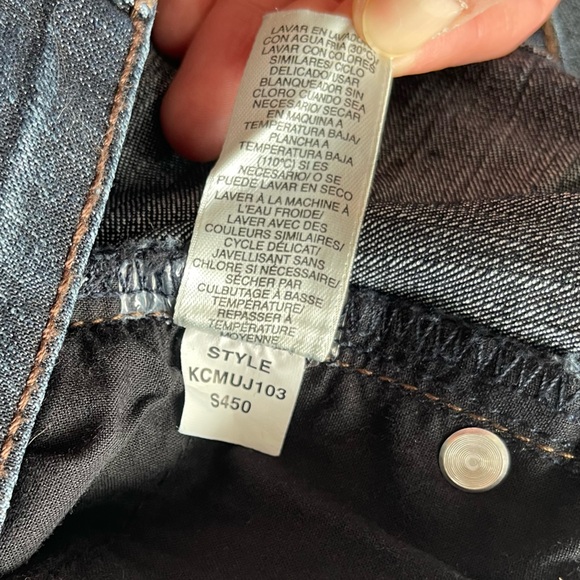 LAVAR EN LAVADORA
CON AGUA FRIA (30°C)/
LAVAR CON COLORES
SIMILARES/CICLO
DELICADO/USAR
BLANQUEADOR SIN
CLORO CUANDO SEA
NECESARIO/SECAR
EN MAQUINA A
TEMPERATURA BAJA/
PLANCHA A
TEMPERATURA BAJA
(110°C) SI ES
NECESARIO/O SE
PUEDE LAVAR EN SECO
LAVER À LA MACHINE À
L'EAU FROIDE/
LAVER AVEC DES
COULEURS SIMILAIRES/
CYCLE DÉLICAT/
JAVELLISANT SANS
CHLORE SI NÉCESSAIRE/
SÉCHER PAR
CULBUTAGE À BASSE
TEMPÉRATURE/
REPASSER À
TEMPÉRATURE
MOYENNE
STYLE
KCMUJ103
S450